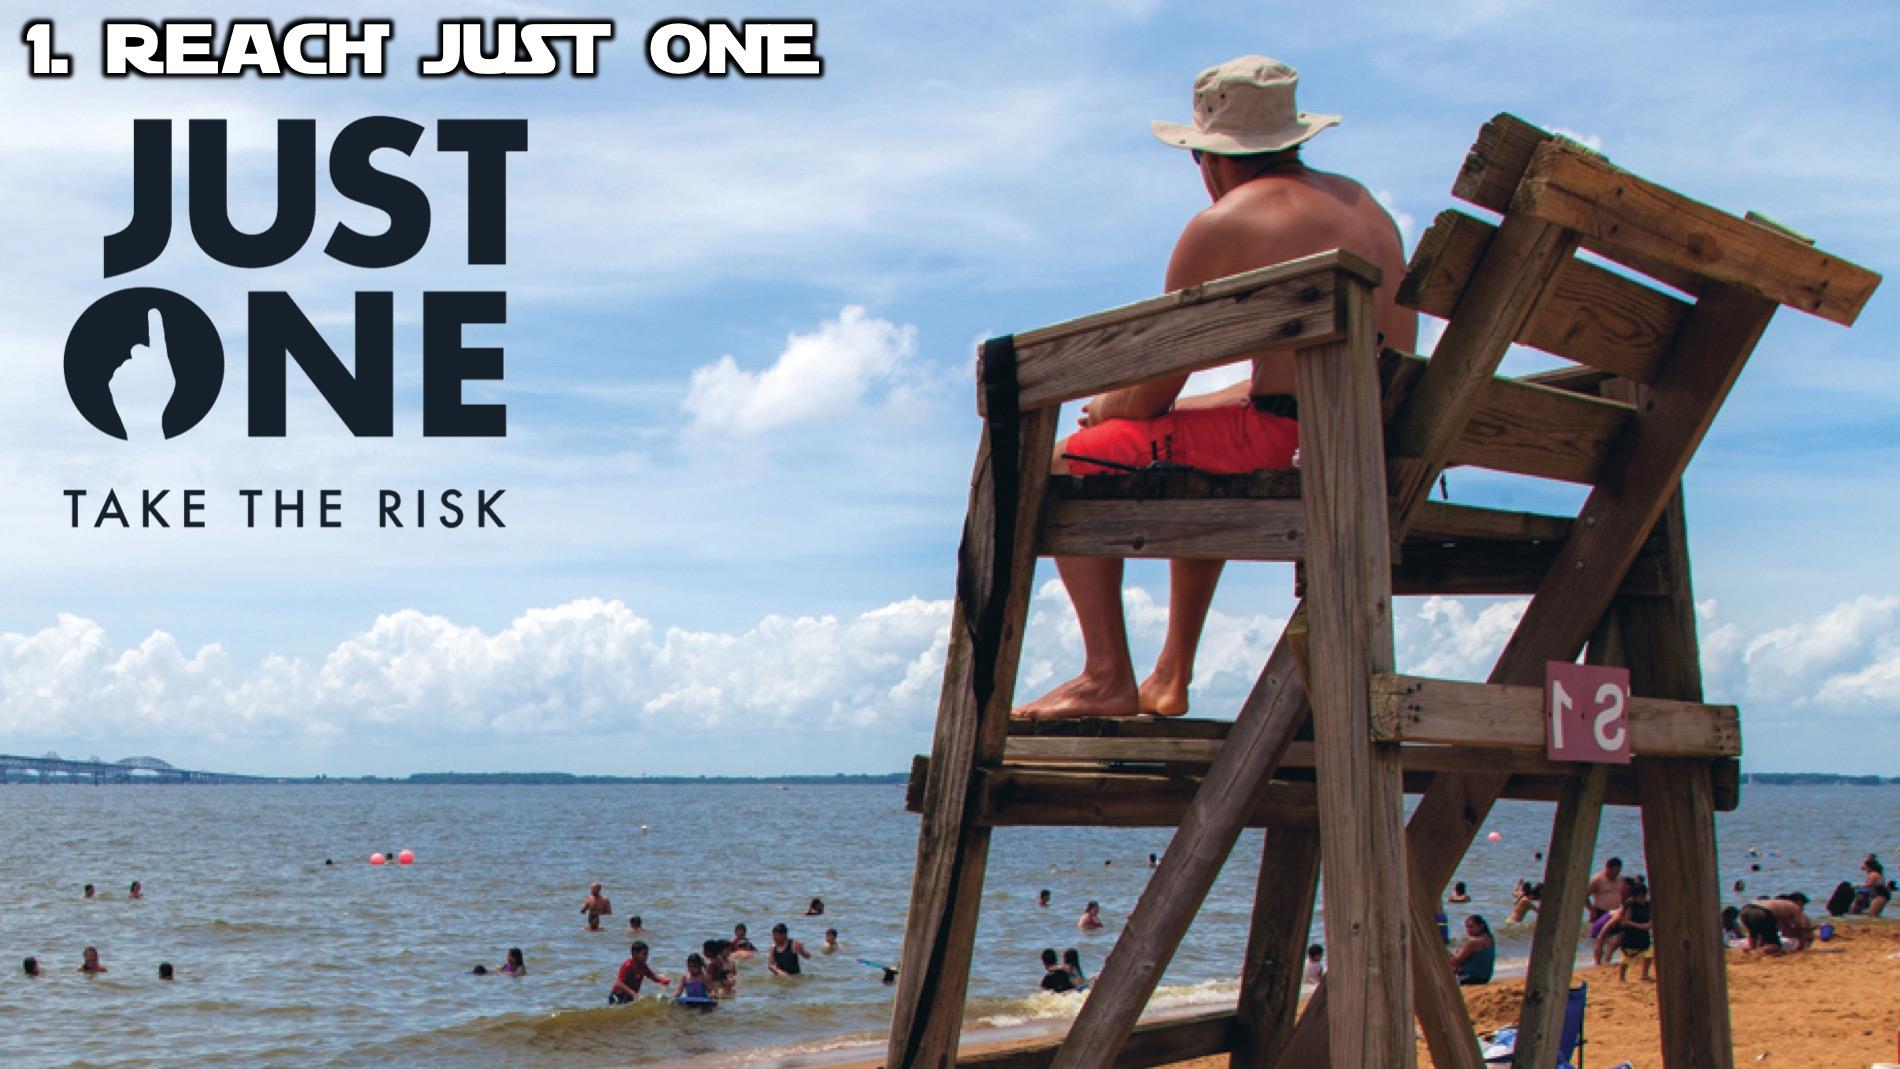 1. REACH JUST ONE
JUST
ONE
TAKE THE RISK
S1